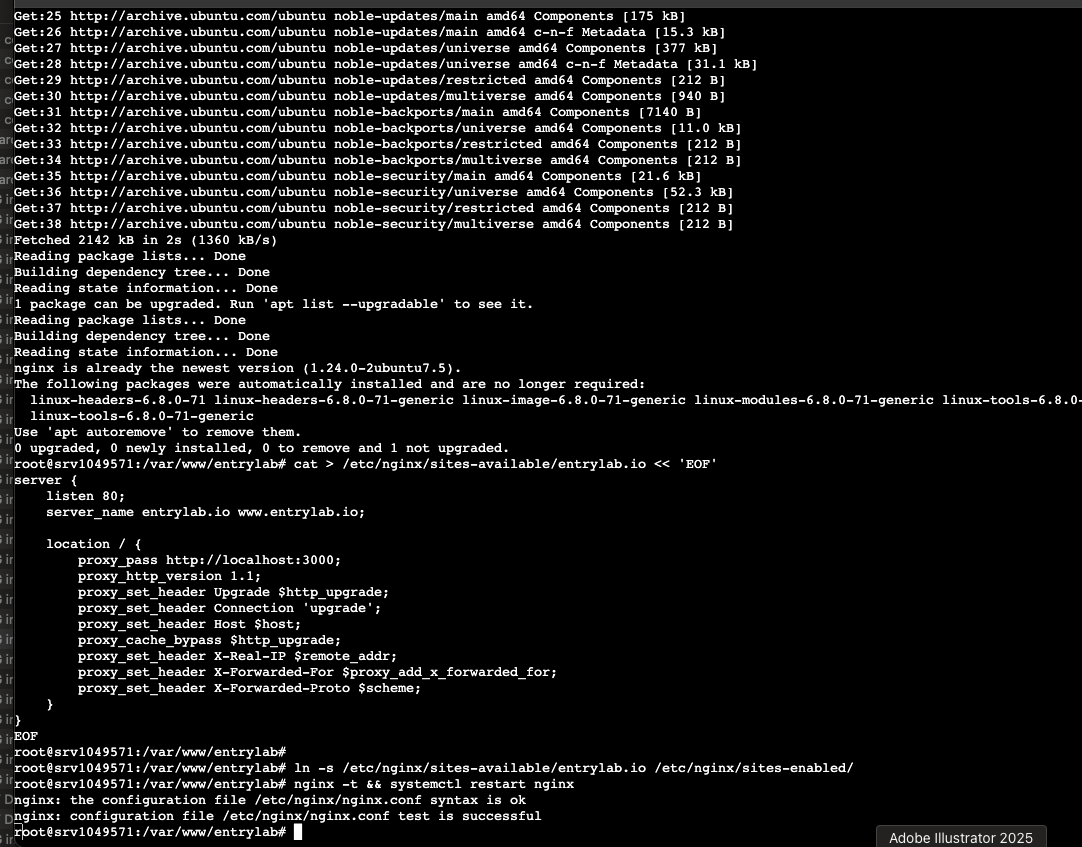 Get:25 http://archive.ubuntu.com/ubuntu noble-updates/main amd64 Components [175 kB]
Get:26 http://archive.ubuntu.com/ubuntu noble-updates/main amd64 c-n-f Metadata [15.3 kB]
Get:27 http://archive.ubuntu.com/ubuntu noble-updates/universe amd64 Components [377 kB]
Get:28 http://archive.ubuntu.com/ubuntu noble-updates/universe amd64 c-n-f Metadata [31.1 kB]
Get:29 http://archive.ubuntu.com/ubuntu noble-updates/restricted amd64 Components [212 B]
Get:30 http://archive.ubuntu.com/ubuntu noble-updates/multiverse amd64 Components [940 B]
Get:31 http://archive.ubuntu.com/ubuntu noble-backports/main amd64 Components [7140 B]
Get:32 http://archive.ubuntu.com/ubuntu noble-backports/universe amd64 Components [11.0 kB]
Get:33 http://archive.ubuntu.com/ubuntu noble-backports/restricted amd64 Components [212 B]
Get:34 http://archive.ubuntu.com/ubuntu noble-backports/multiverse amd64 Components [212 B]
Get:35 http://archive.ubuntu.com/ubuntu noble-security/main amd64 Components [21.6 kB]
Get:36 http://archive.ubuntu.com/ubuntu noble-security/universe amd64 Components [52.3 kB]
Get:37 http://archive.ubuntu.com/ubuntu noble-security/restricted amd64 Components [212 B]
Get:38 http://archive.ubuntu.com/ubuntu noble-security/multiverse amd64 Components [212 B]
Fetched 2142 kB in 2s (1360 kB/s)
Reading package lists... Done
Building dependency tree... Done
Reading state information... Done
1 package can be upgraded. Run 'apt list --upgradable' to see it.
Reading package lists... Done
Building dependency tree... Done
Reading state information... Done
nginx is already the newest version (1.24.0-2ubuntu7.5).
The following packages were automatically installed and are no longer required:
  linux-headers-6.8.0-71 linux-headers-6.8.0-71-generic linux-image-6.8.0-71-generic linux-modules-6.8.0-71-generic linux-tools-6.8.0-
  linux-tools-6.8.0-71-generic
Use 'apt autoremove' to remove them.
0 upgraded, 0 newly installed, 0 to remove and 1 not upgraded.
root@srv1049571:/var/www/entrylab# cat > /etc/nginx/sites-available/entrylab.io << 'EOF'
server {
    listen 80;
    server_name entrylab.io www.entrylab.io;
    location / {
        proxy_pass http://localhost:3000;
        proxy_http_version 1.1;
        proxy_set_header Upgrade $http_upgrade;
        proxy_set_header Connection 'upgrade';
        proxy_set_header Host $host;
        proxy_cache_bypass $http_upgrade;
        proxy_set_header X-Real-IP $remote_addr;
        proxy_set_header X-Forwarded-For $proxy_add_x_forwarded_for;
        proxy_set_header X-Forwarded-Proto $scheme;
    }
}
EOF
root@srv1049571:/var/www/entrylab#
root@srv1049571:/var/www/entrylab# ln -s /etc/nginx/sites-available/entrylab.io /etc/nginx/sites-enabled/
root@srv1049571:/var/www/entrylab# nginx -t && systemctl restart nginx
nginx: the configuration file /etc/nginx/nginx.conf syntax is ok
nginx: configuration file /etc/nginx/nginx.conf test is successful
root@srv1049571:/var/www/entrylab#
Adobe Illustrator 2025